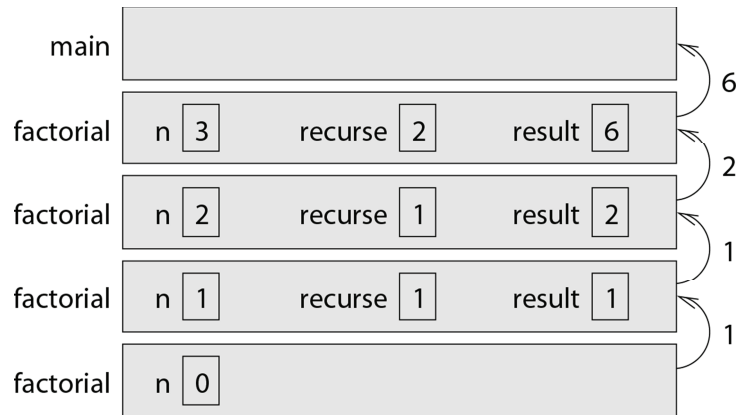 main
6
factorial n 3 recurse 2 result 6
2
factorial n 2 recurse 1 result 2
1
factorial n 1 recurse 1 result 1
1
factorial n 0